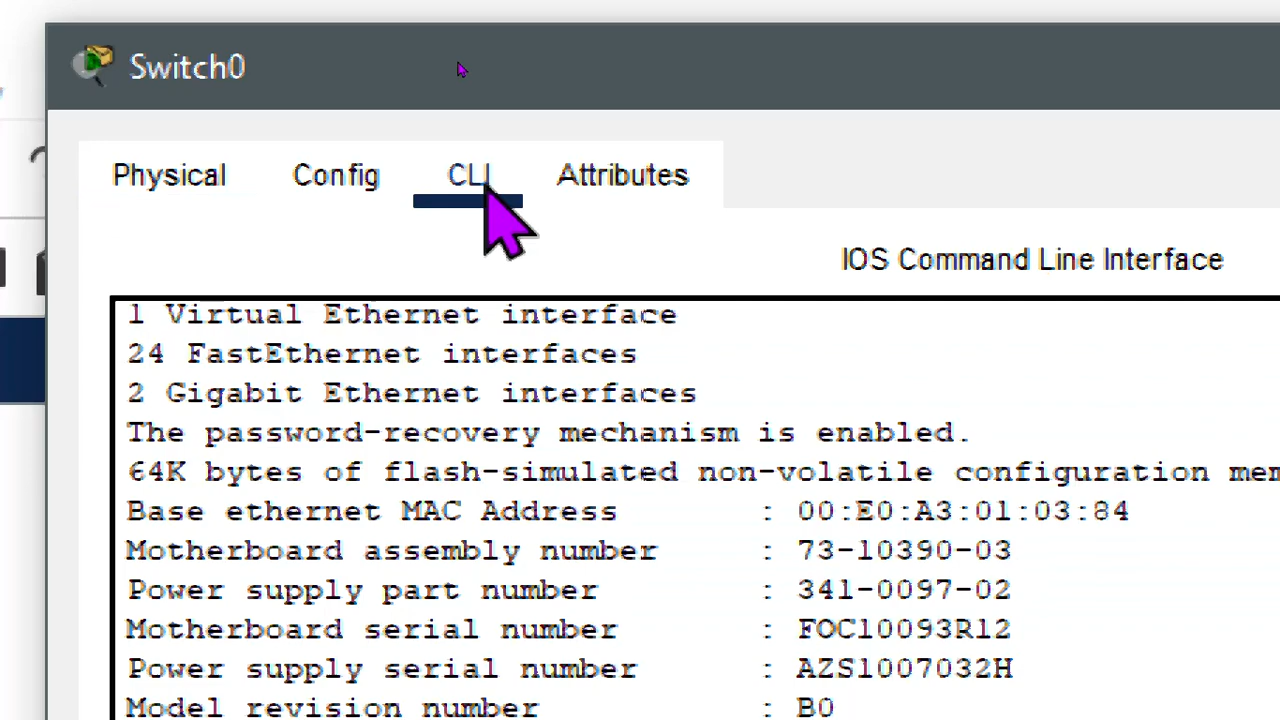 Switch0
Physical Config CLI Attributes
IOS Command Line Interface
1 Virtual Ethernet interface
24 FastEthernet interfaces
2 Gigabit Ethernet interfaces
The password-recovery mechanism is enabled.
64K bytes of flash-simulated non-volatile configuration mem
Base ethernet MAC Address : 00:E0:A3:01:03:84
Motherboard assembly number : 73-10390-03
Power supply part number : 341-0097-02
Motherboard serial number : FOC10093R12
Power supply serial number : AZS1007032H
Model revision number : B0